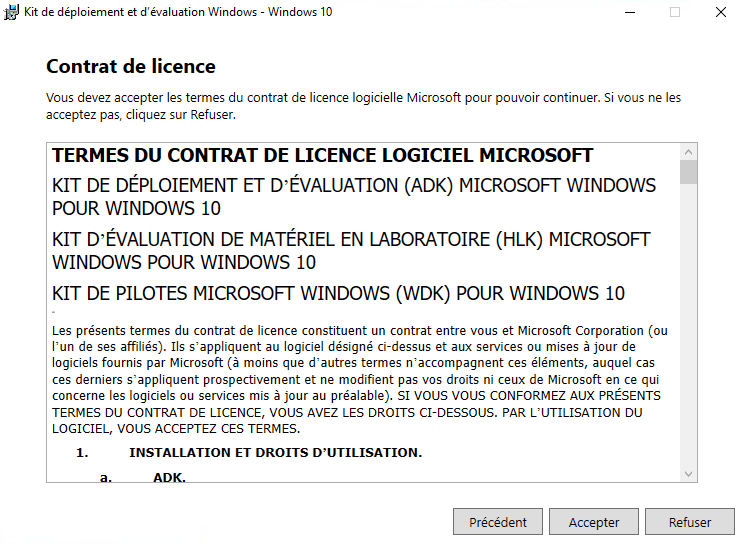 Kit de déploiement et d'évaluation Windows - Windows 10
Contrat de licence
Vous devez accepter les termes du contrat de licence logicielle Microsoft pour pouvoir continuer. Si vous ne les
acceptez pas, cliquez sur Refuser.
TERMES DU CONTRAT DE LICENCE LOGICIEL MICROSOFT
KIT DE DÉPLOIEMENT ET D’ÉVALUATION (ADK) MICROSOFT WINDOWS
POUR WINDOWS 10
KIT D’ÉVALUATION DE MATÉRIEL EN LABORATOIRE (HLK) MICROSOFT
WINDOWS POUR WINDOWS 10
KIT DE PILOTES MICROSOFT WINDOWS (WDK) POUR WINDOWS 10
Les présents termes du contrat de licence constituent un contrat entre vous et Microsoft Corporation (ou
l’un de ses affiliés). Ils s’appliquent au logiciel désigné ci-dessus et aux services ou mises à jour de
logiciels fournis par Microsoft (à moins que d’autres termes n’accompagnent ces éléments, auquel cas
ces derniers s’appliquent prospectivement et ne modifient pas vos droits ni ceux de Microsoft en ce qui
concerne les logiciels ou services mis à jour au préalable). SI VOUS VOUS CONFORMEZ AUX PRÉSENTS
TERMES DU CONTRAT DE LICENCE, VOUS AVEZ LES DROITS CI-DESSOUS. PAR L’UTILISATION DU
LOGICIEL, VOUS ACCEPTEZ CES TERMES.
1. INSTALLATION ET DROITS D’UTILISATION.
a. ADK.
Précédent
Accepter
Refuser